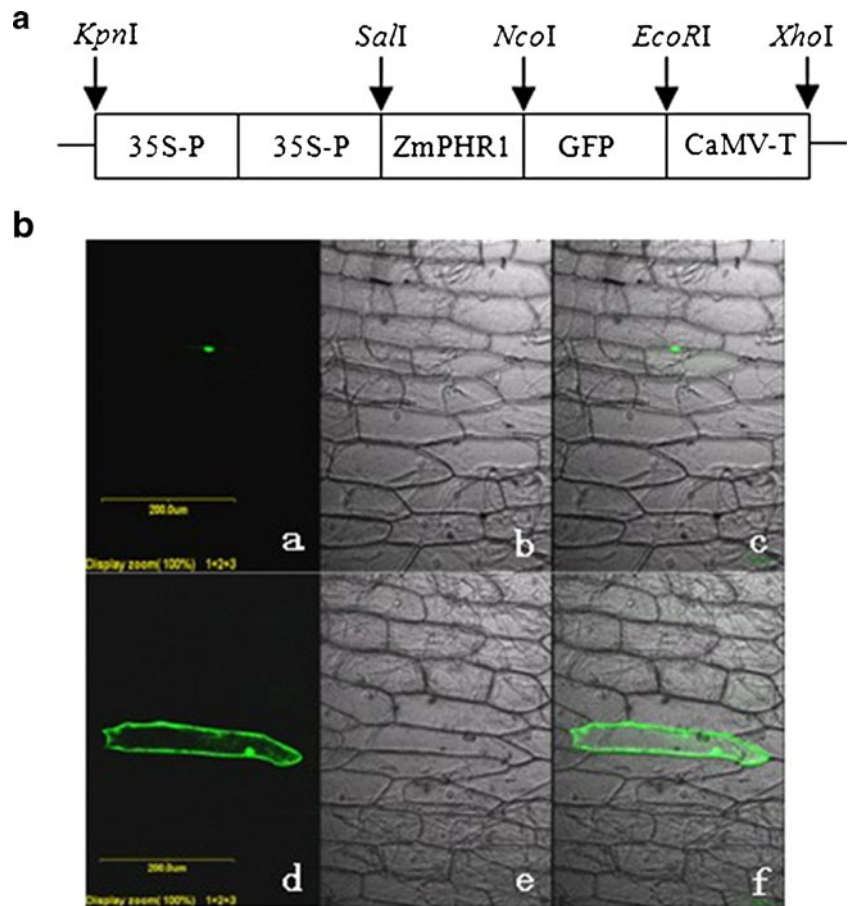 a
KpnI SalI NcoI EcoRI XhoI
35S-P 35S-P ZmPHR1 GFP CaMV-T
b
200.0um
a b c
Display zoom( 100%) 1+2+3
200.0um
d e f
Display zoom( 100%) 1+2+3